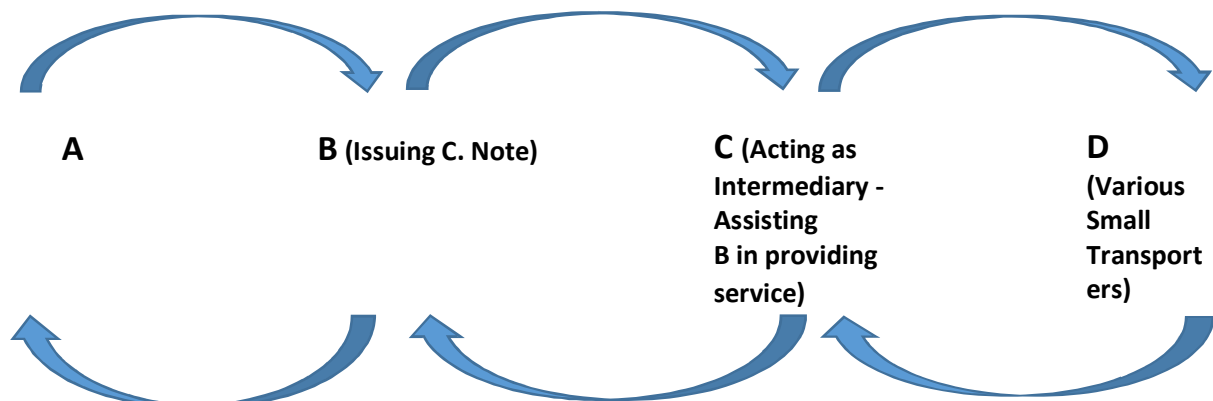 A
B (Issuing C. Note)
C (Acting as
Intermediary -
Assisting
B in providing
service)
D
(Various
Small
Transport
ers)